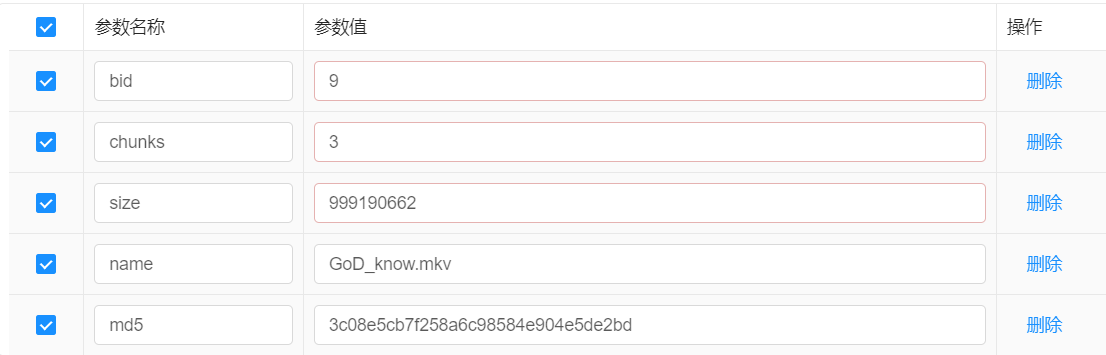 参数名称 参数值 操作
bid 9 删除
chunks 3 删除
size 999190662 删除
name GoD_know.mkv 删除
md5 3c08e5cb7f258a6c98584e904e5de2bd 删除